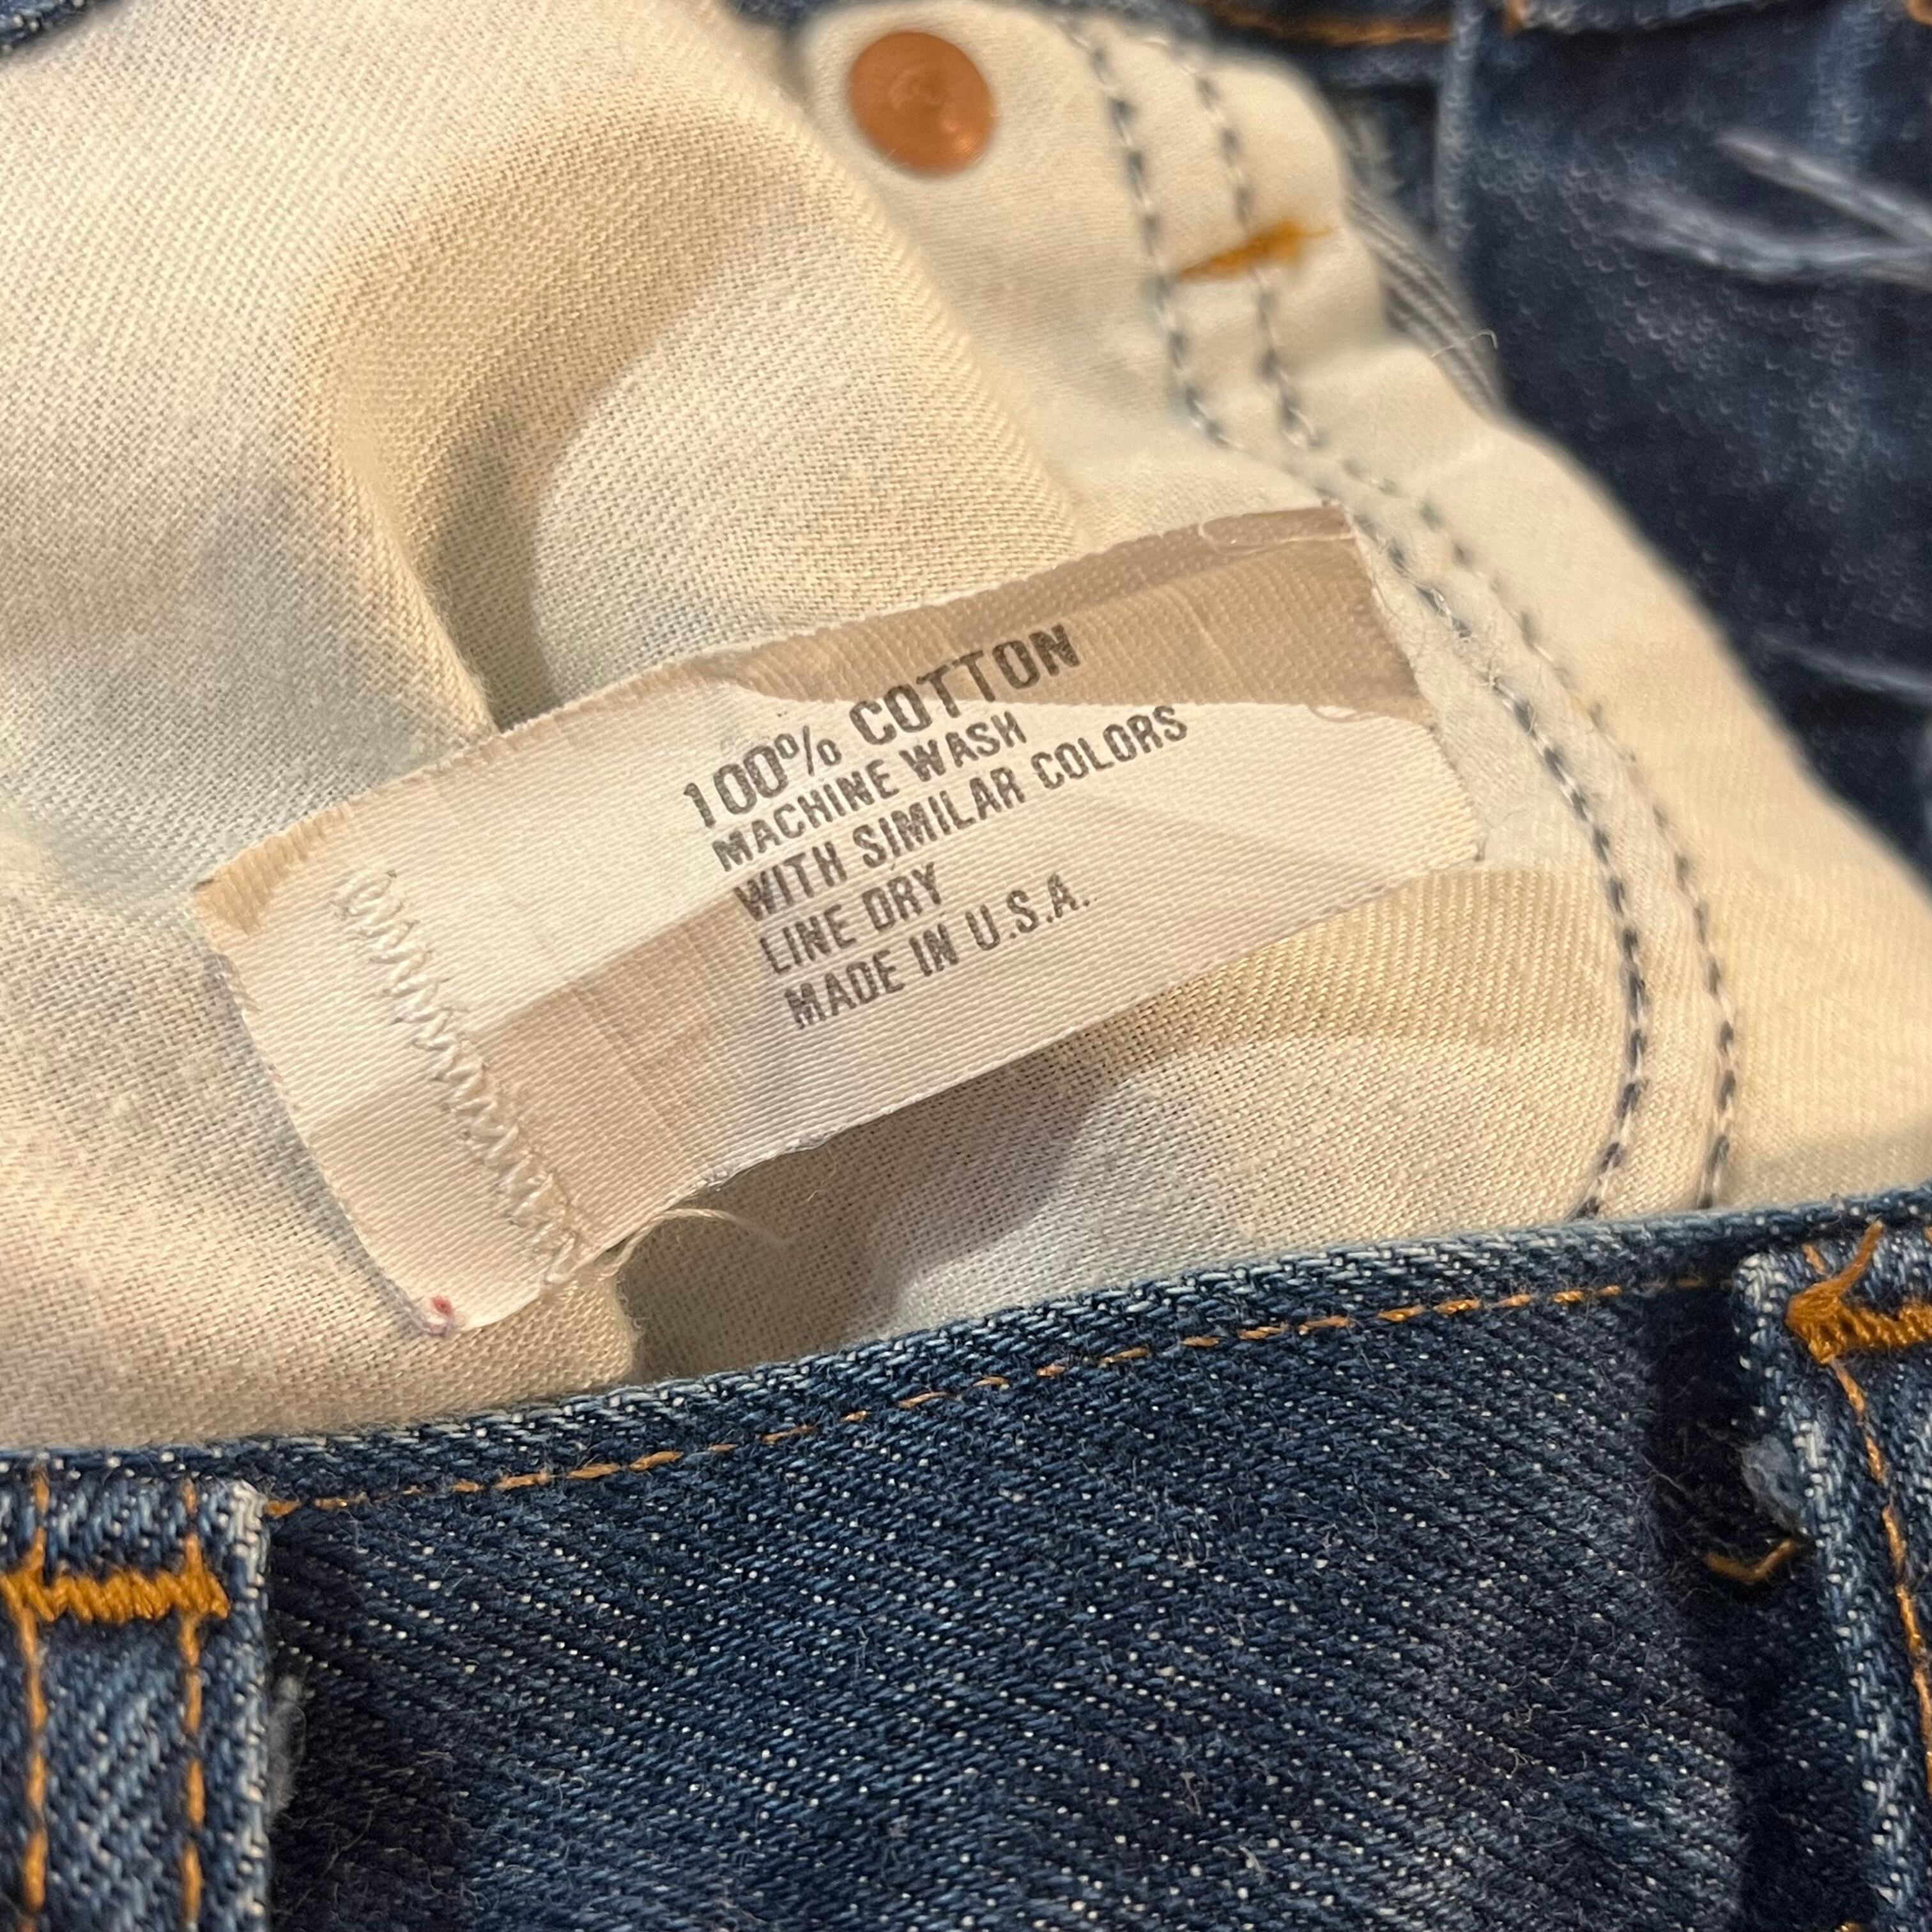 100% COTTON
MACHINE WASH
WITH SIMILAR COLORS
LINE DRY
MADE IN U.S.A.